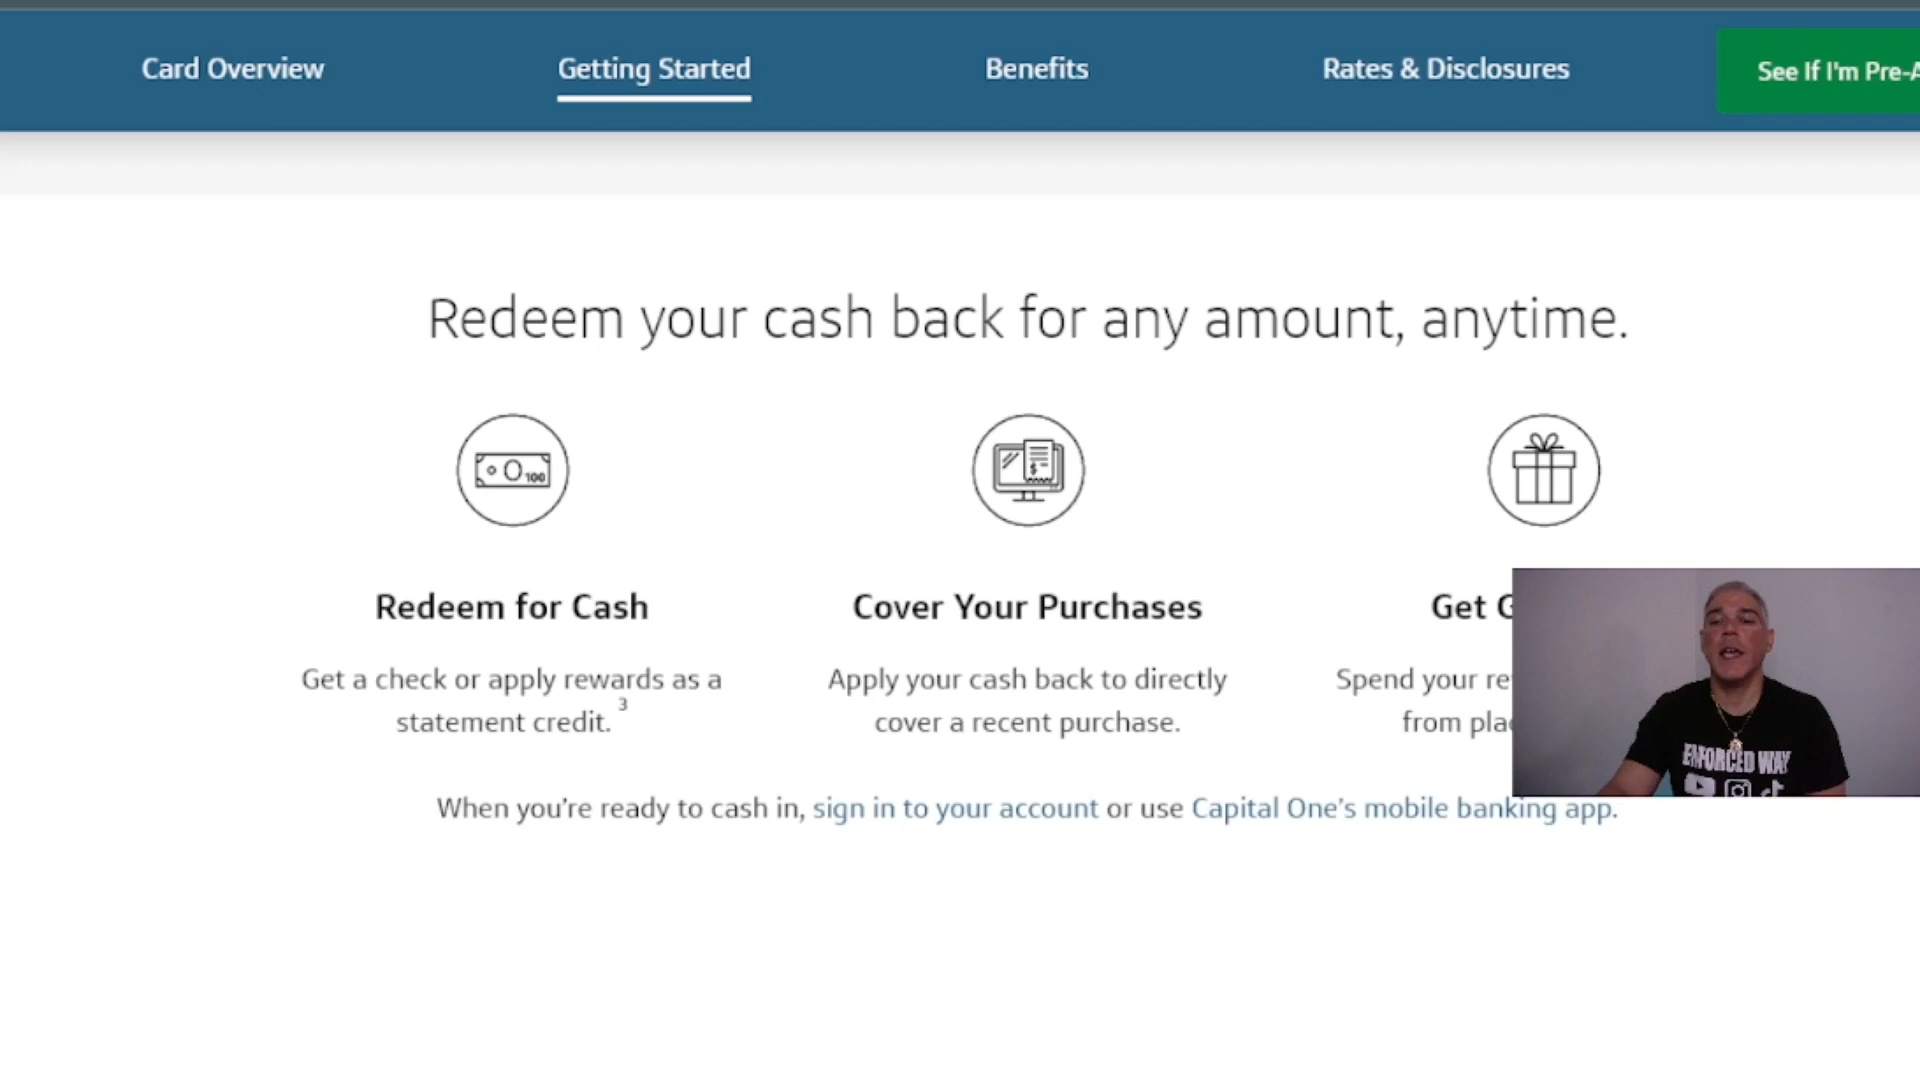 Card Overview
Getting Started
Benefits
Rates & Disclosures
See If I'm
Redeem your cash back for any amount, anytime.
100
$
Redeem for Cash
Cover Your Purchases
Get
Get a check or apply rewards as a
statement credit. 3
Apply your cash back to directly
cover a recent purchase.
Spend your
from
When you're ready to cash in, sign in to your account or use Capital One's mobile banking app.
ENFORCED WAY